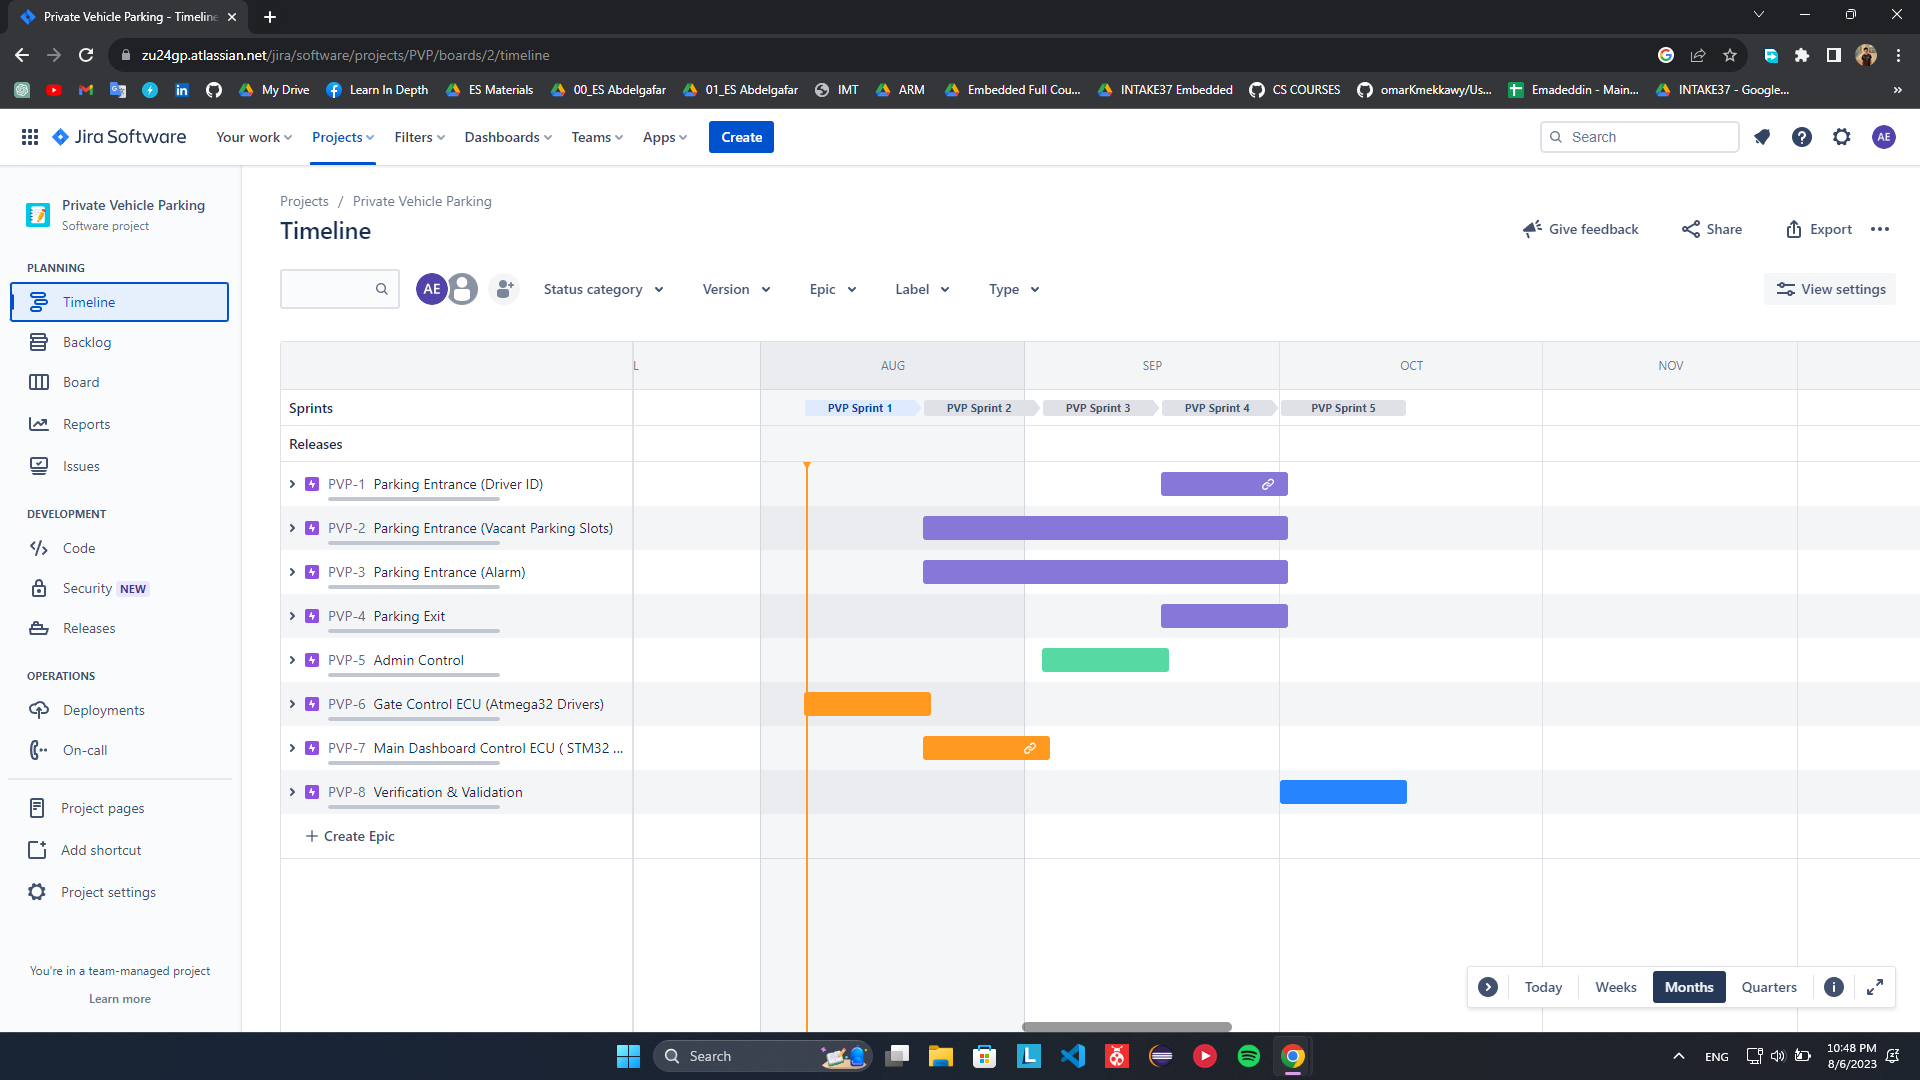 Private Vehicle Parking - Timeline
zu24gp.atlassian.net/jira/software/projects/PVP/boards/2/timeline
My Drive Learn In Depth ES Materials 00_ES Abdelgafar 01_ES Abdelgafar IMT ARM Embedded Full Cou... INTAKE37 Embedded CS COURSES omarKmekkawy/Us... Emadeddin - Main... INTAKE37 - Google... »
Jira Software Your work Projects Filters Dashboards Teams Apps Create Search AE
Private Vehicle Parking
Software project
PLANNING
Timeline
Backlog
Board
Reports
Issues
DEVELOPMENT
Code
Security NEW
Releases
OPERATIONS
Deployments
On-call
Project pages
Add shortcut
Project settings
You're in a team-managed project
Learn more
Projects / Private Vehicle Parking
Timeline
Give feedback Share Export
AE Status category Version Epic Label Type View settings
L AUG SEP OCT NOV
Sprints PVP Sprint 1 PVP Sprint 2 PVP Sprint 3 PVP Sprint 4 PVP Sprint 5
Releases
PVP-1 Parking Entrance (Driver ID)
PVP-2 Parking Entrance (Vacant Parking Slots)
PVP-3 Parking Entrance (Alarm)
PVP-4 Parking Exit
PVP-5 Admin Control
PVP-6 Gate Control ECU (Atmega32 Drivers)
PVP-7 Main Dashboard Control ECU ( STM32 ...
PVP-8 Verification & Validation
+ Create Epic
Today Weeks Months Quarters
Search ENG 10:48 PM
8/6/2023